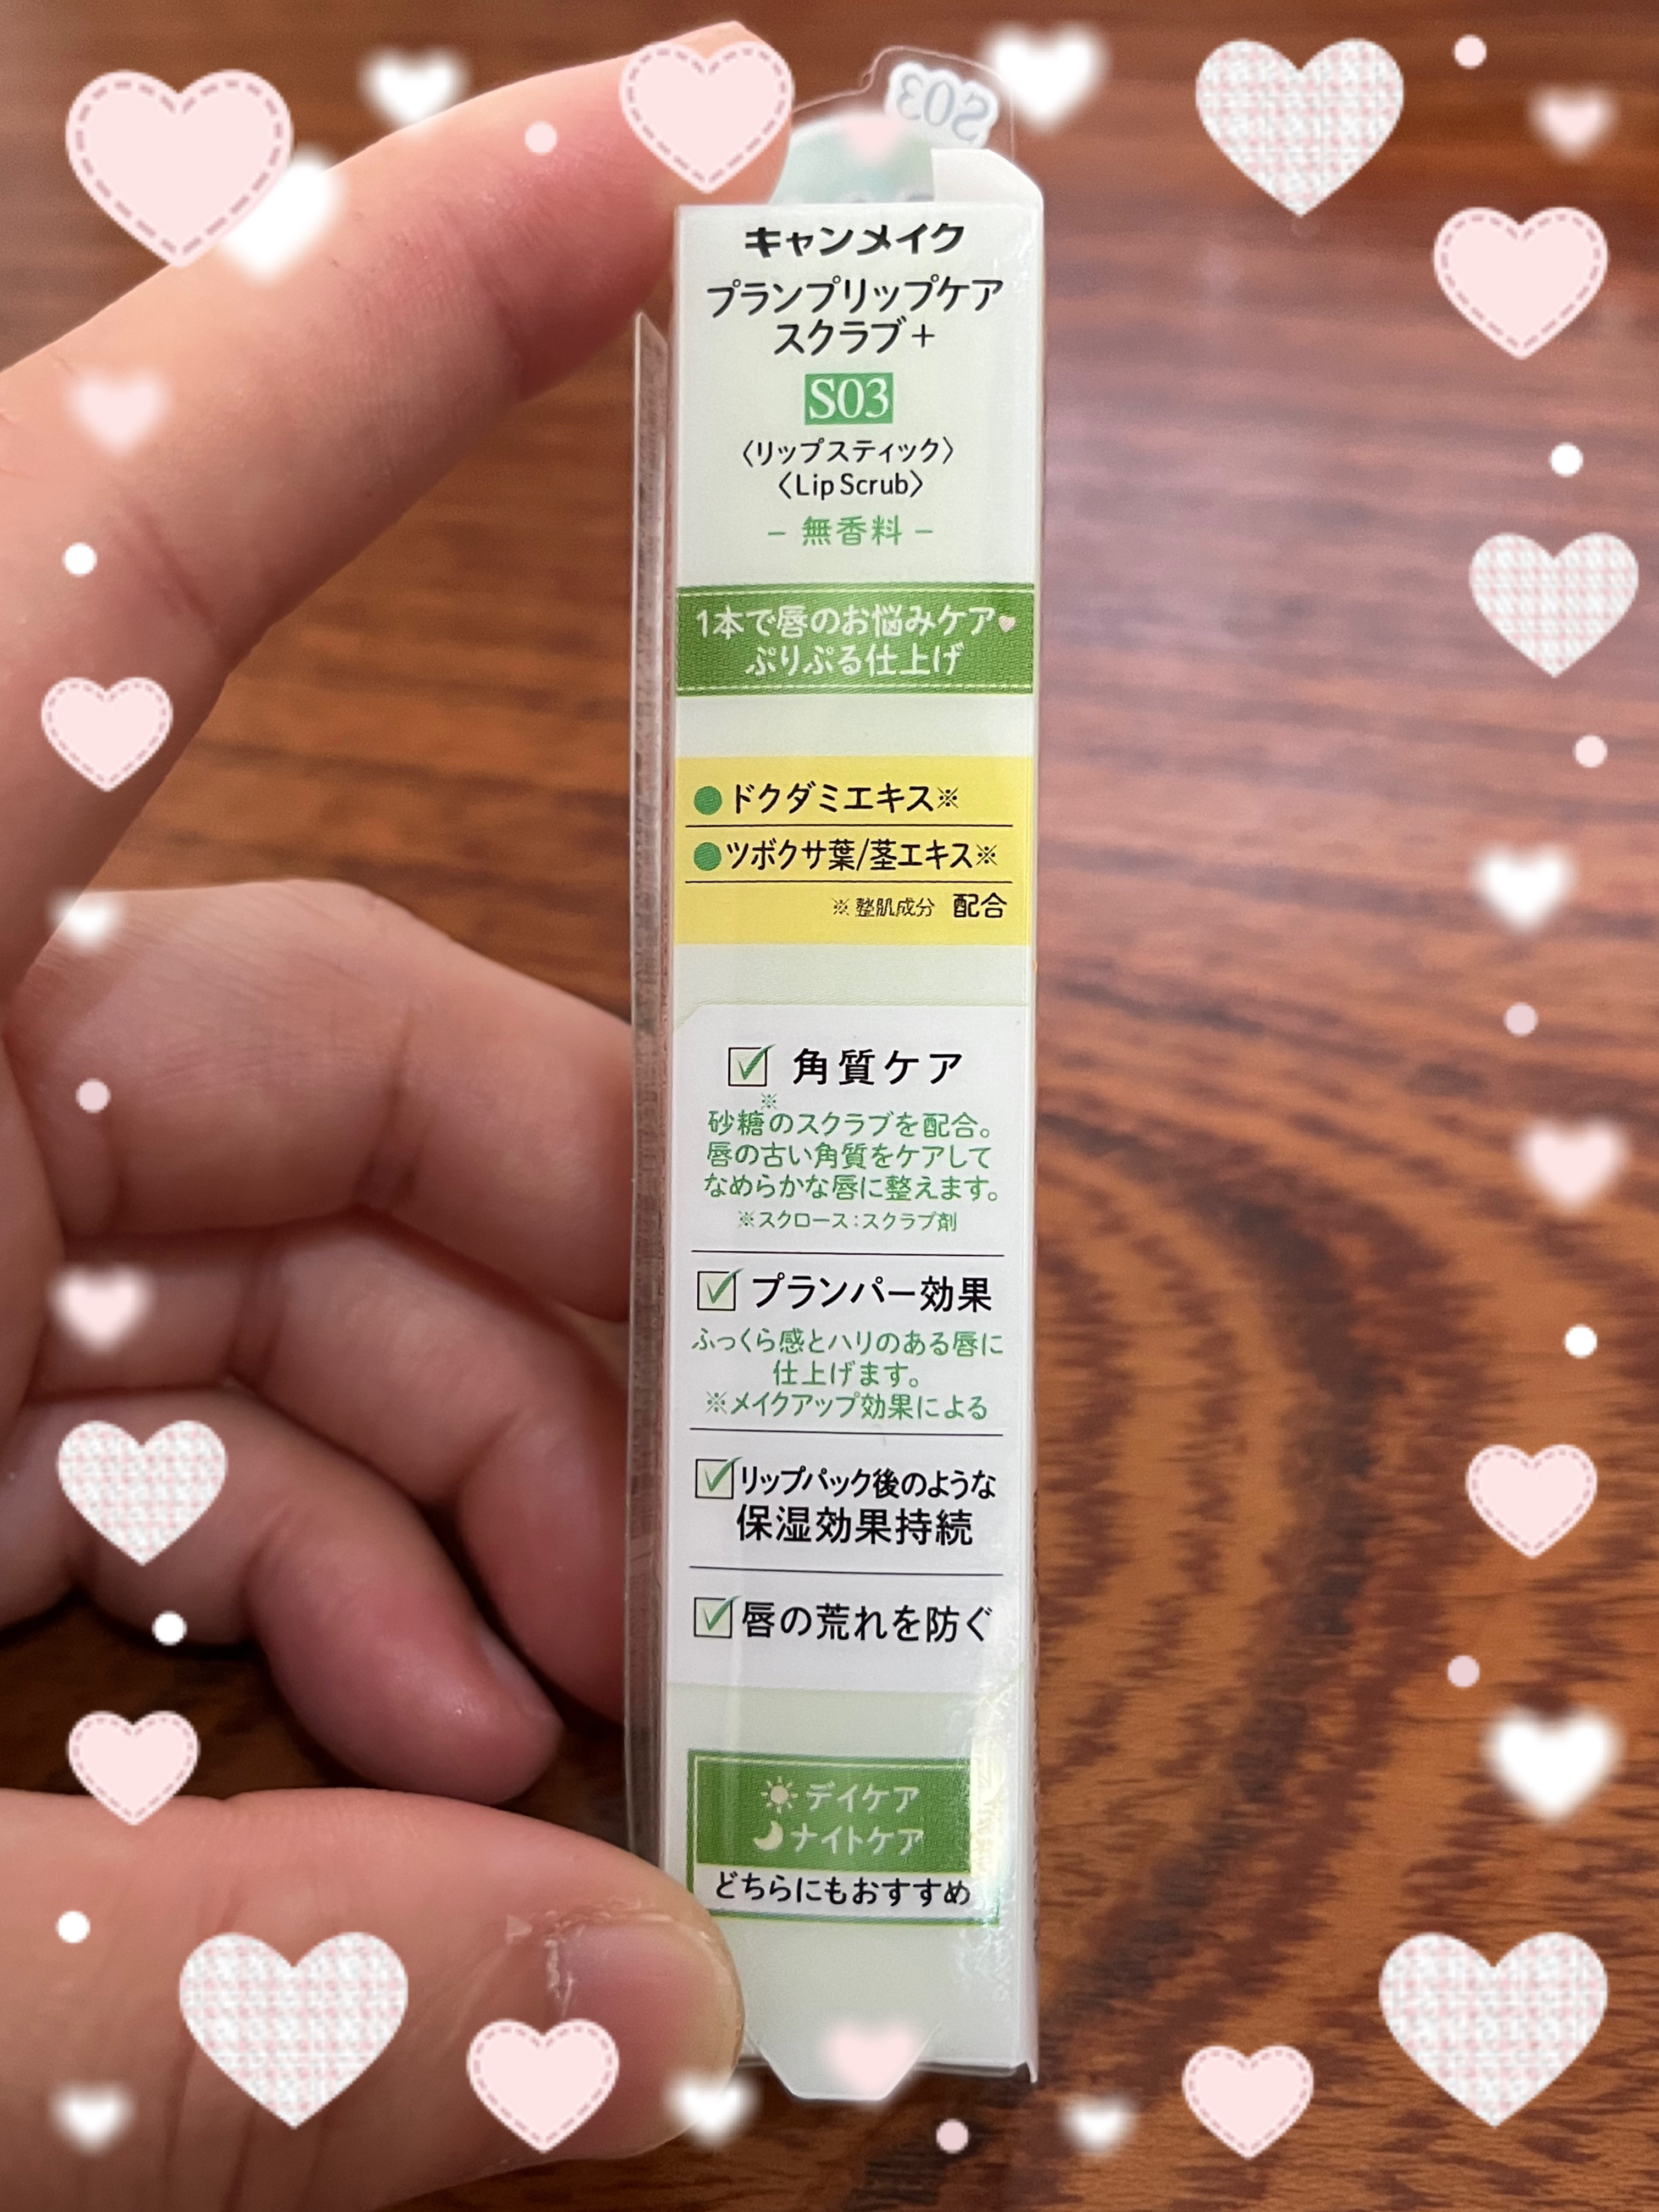 S03
キャンメイク
プランプリップケア
スクラブ+
S03
〈リップスティック〉
〈Lip Scrub〉
- 無香料 -
1本で唇のお悩みケア♥
ぷりぷる仕上げ
●ドクダミエキス※
●ツボクサ葉/茎エキス※
※整肌成分 配合
☑ 角質ケア
砂糖※のスクラブを配合。
唇の古い角質をケアして
なめらかな唇に整えます。
※スクロース：スクラブ剤
☑ プランパー効果
ふっくら感とハリのある唇に
仕上げます。
※メイクアップ効果による
☑リップパック後のような
保湿効果持続
☑唇の荒れを防ぐ
デイケア
ナイトケア
どちらにもおすすめ